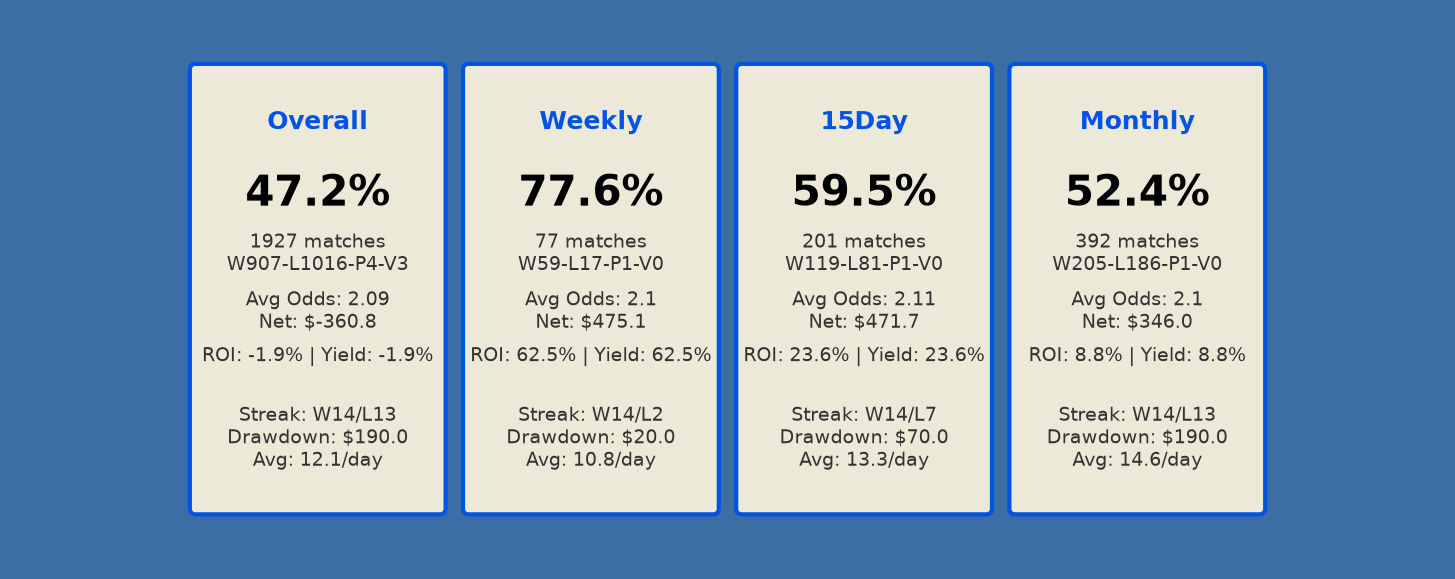 Overall
47.2%
1927 matches
W907-L1016-P4-V3
Avg Odds: 2.09
Net: $-360.8
ROI: -1.9% | Yield: -1.9%
Streak: W14/L13
Drawdown: $190.0
Avg: 12.1/day
Weekly
77.6%
77 matches
W59-L17-P1-V0
Avg Odds: 2.1
Net: $475.1
ROI: 62.5% | Yield: 62.5%
Streak: W14/L2
Drawdown: $20.0
Avg: 10.8/day
15Day
59.5%
201 matches
W119-L81-P1-V0
Avg Odds: 2.11
Net: $471.7
ROI: 23.6% | Yield: 23.6%
Streak: W14/L7
Drawdown: $70.0
Avg: 13.3/day
Monthly
52.4%
392 matches
W205-L186-P1-V0
Avg Odds: 2.1
Net: $346.0
ROI: 8.8% | Yield: 8.8%
Streak: W14/L13
Drawdown: $190.0
Avg: 14.6/day